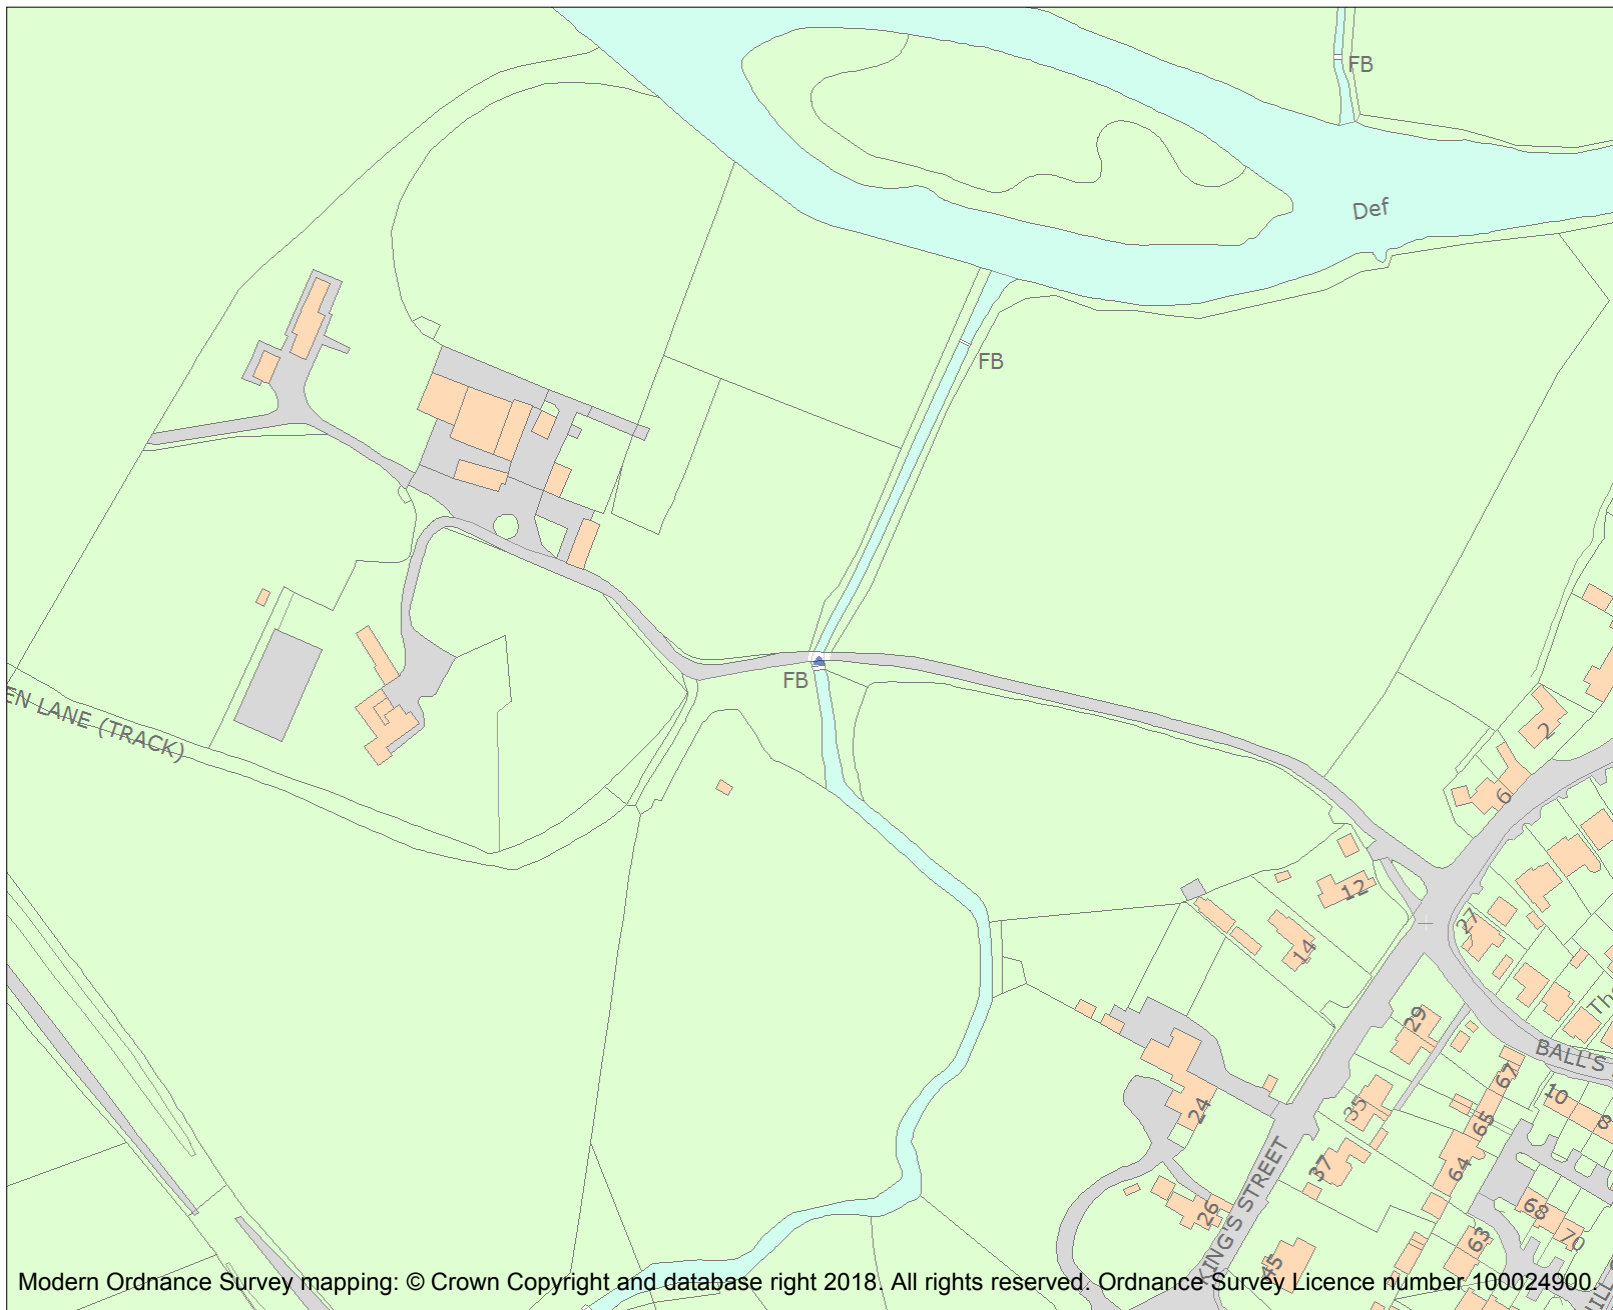 FB
Def
FB
FB
LANE (TRACK)
2
6
12
27
14
29
BALL'S
67
10
35
24
65
8
37
64
KING'S STREET
26
68
63
70
45
Modern Ordnance Survey mapping: © Crown Copyright and database right 2018. All rights reserved. Ordnance Survey Licence number 100024900.